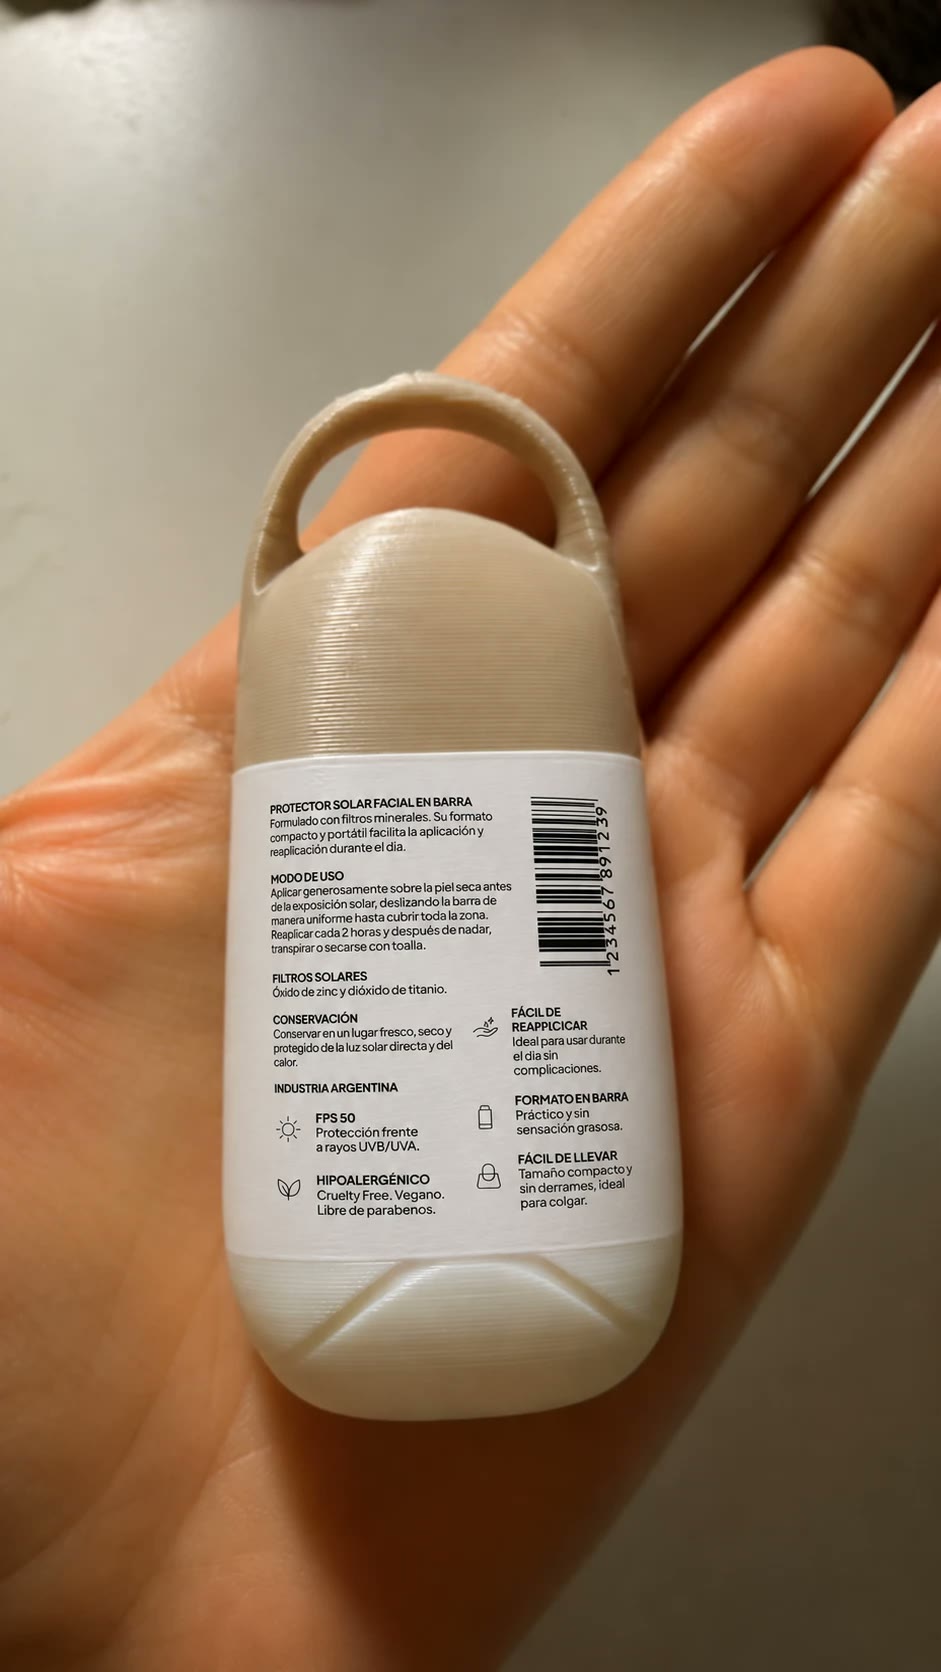 PROTECTOR SOLAR FACIAL EN BARRA
Formulado con filtros minerales. Su formato
compacto y portátil facilita la aplicación y
reaplicación durante el dia.
MODO DE USO
Aplicar generosamente sobre la piel seca antes
de la exposición solar, deslizando la barra de
manera uniforme hasta cubrir toda la zona.
Reaplicar cada 2 horas y después de nadar,
transpirar o secarse con toalla.
FILTROS SOLARES
Óxido de zinc y dióxido de titanio.
CONSERVACIÓN
Conservar en un lugar fresco, seco y
protegido de la luz solar directa y del
calor.
INDUSTRIA ARGENTINA
FPS 50
Protección frente
a rayos UVB/UVA.
HIPOALERGÉNICO
Cruelty Free. Vegano.
Libre de parabenos.
1 234567 891239
FÁCIL DE
REAPPLCICAR
Ideal para usar durante
el dia sin
complicaciones.
FORMATO EN BARRA
Práctico y sin
sensación grasosa.
FÁCIL DE LLEVAR
Tamaño compacto y
sin derrames, ideal
para colgar.